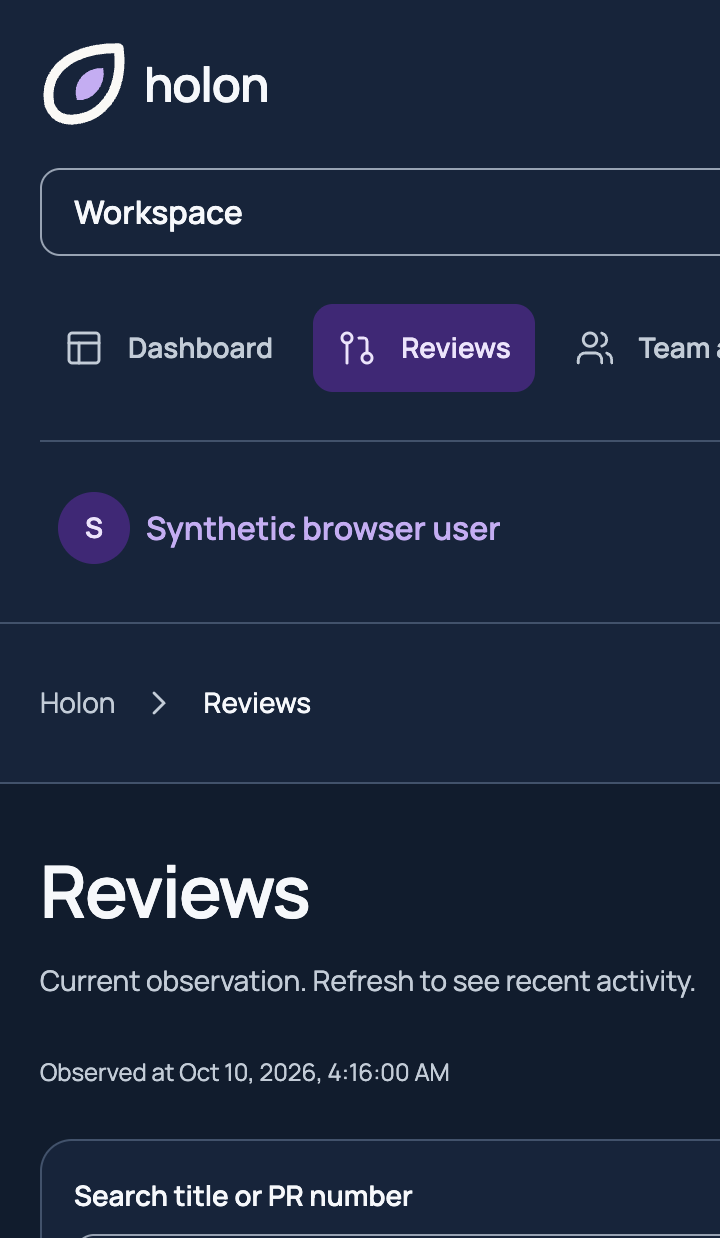 holon
Workspace
Dashboard
Reviews
Team
S
Synthetic browser user
Holon
Reviews
Reviews
Current observation. Refresh to see recent activity.
Observed at Oct 10, 2026, 4:16:00 AM
Search title or PR number